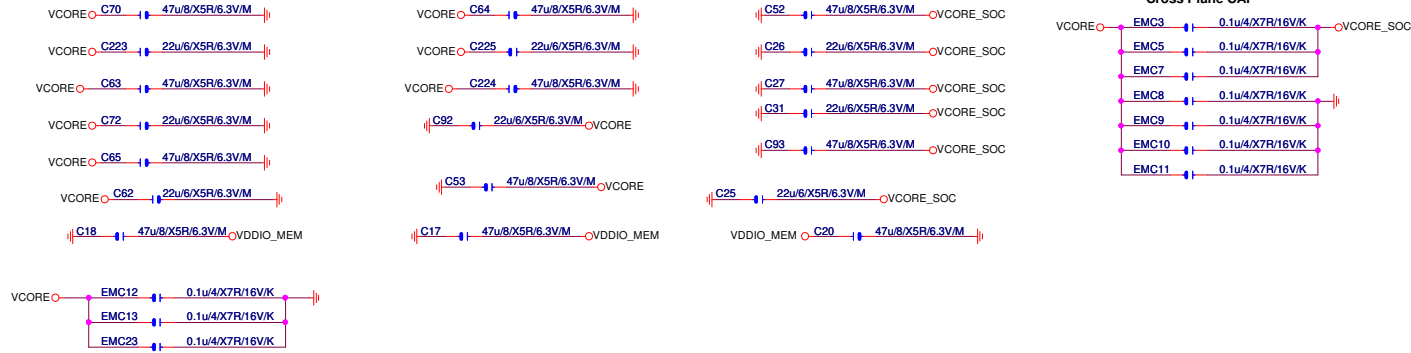 VCORE C70 47u/8/X5R/6.3V/M
VCORE C223 22u/6/X5R/6.3V/M
VCORE C63 47u/8/X5R/6.3V/M
VCORE C72 22u/6/X5R/6.3V/M
VCORE C65 47u/8/X5R/6.3V/M
VCORE C62 22u/6/X5R/6.3V/M
C18 47u/8/X5R/6.3V/M VDDIO_MEM
VCORE C64 47u/8/X5R/6.3V/M
VCORE C225 22u/6/X5R/6.3V/M
VCORE C224 47u/8/X5R/6.3V/M
C92 22u/6/X5R/6.3V/M VCORE
C53 47u/8/X5R/6.3V/M VCORE
C17 47u/8/X5R/6.3V/M VDDIO_MEM
C52 47u/8/X5R/6.3V/M VCORE_SOC
C26 22u/6/X5R/6.3V/M VCORE_SOC
C27 47u/8/X5R/6.3V/M VCORE_SOC
C31 22u/6/X5R/6.3V/M VCORE_SOC
C93 47u/8/X5R/6.3V/M VCORE_SOC
C25 22u/6/X5R/6.3V/M VCORE_SOC
VDDIO_MEM C20 47u/8/X5R/6.3V/M
Cross Plane CAP
VCORE EMC3 0.1u/4/X7R/16V/K VCORE_SOC
EMC5 0.1u/4/X7R/16V/K
EMC7 0.1u/4/X7R/16V/K
EMC8 0.1u/4/X7R/16V/K
EMC9 0.1u/4/X7R/16V/K
EMC10 0.1u/4/X7R/16V/K
EMC11 0.1u/4/X7R/16V/K
VCORE EMC12 0.1u/4/X7R/16V/K
EMC13 0.1u/4/X7R/16V/K
EMC23 0.1u/4/X7R/16V/K